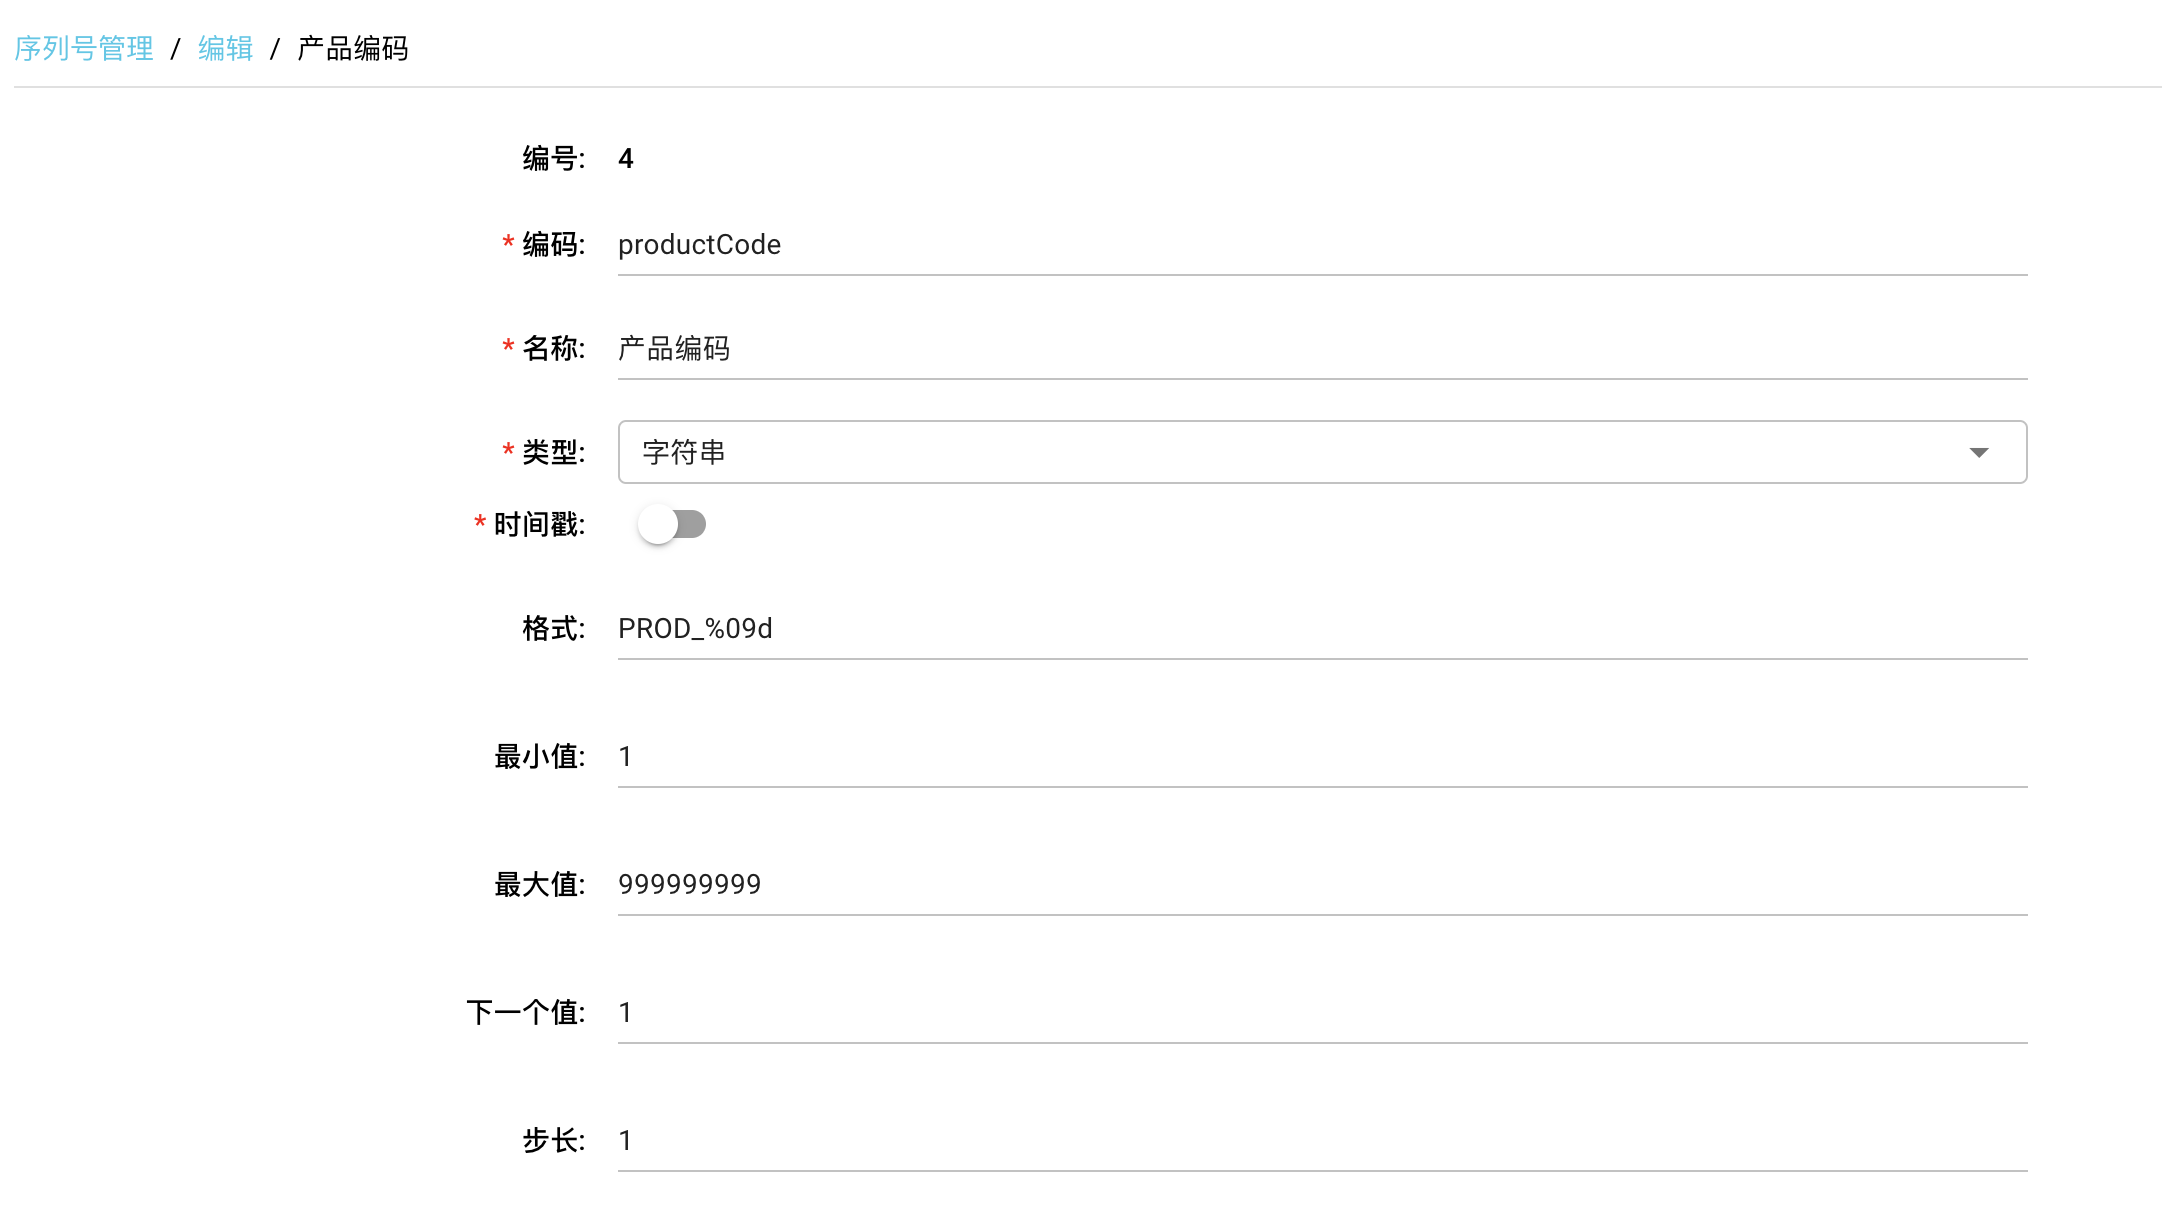 序列号管理 / 编辑 / 产品编码
编号: 4
* 编码: productCode
* 名称: 产品编码
* 类型: 字符串
* 时间戳:
格式: PROD_%09d
最小值: 1
最大值: 999999999
下一个值: 1
步长: 1